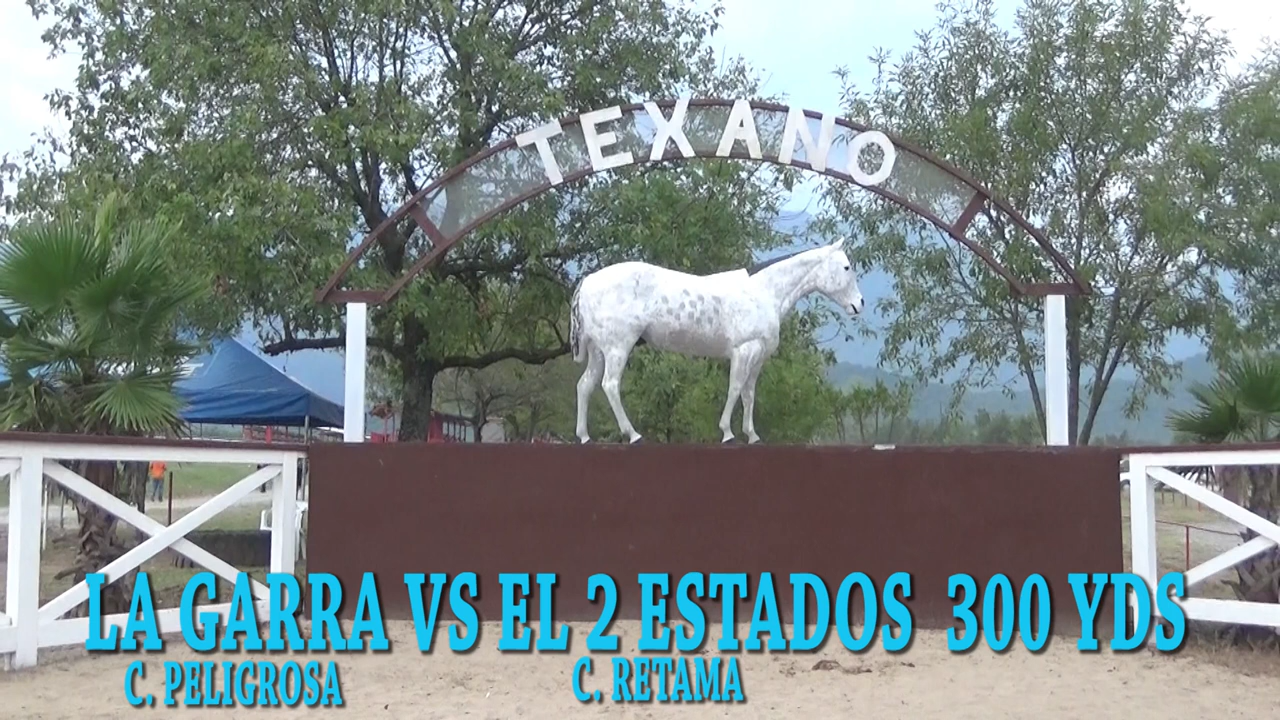 TEXANO
LA GARRA VS EL 2 ESTADOS 300 YDS
C. PELIGROSA C. RETAMA